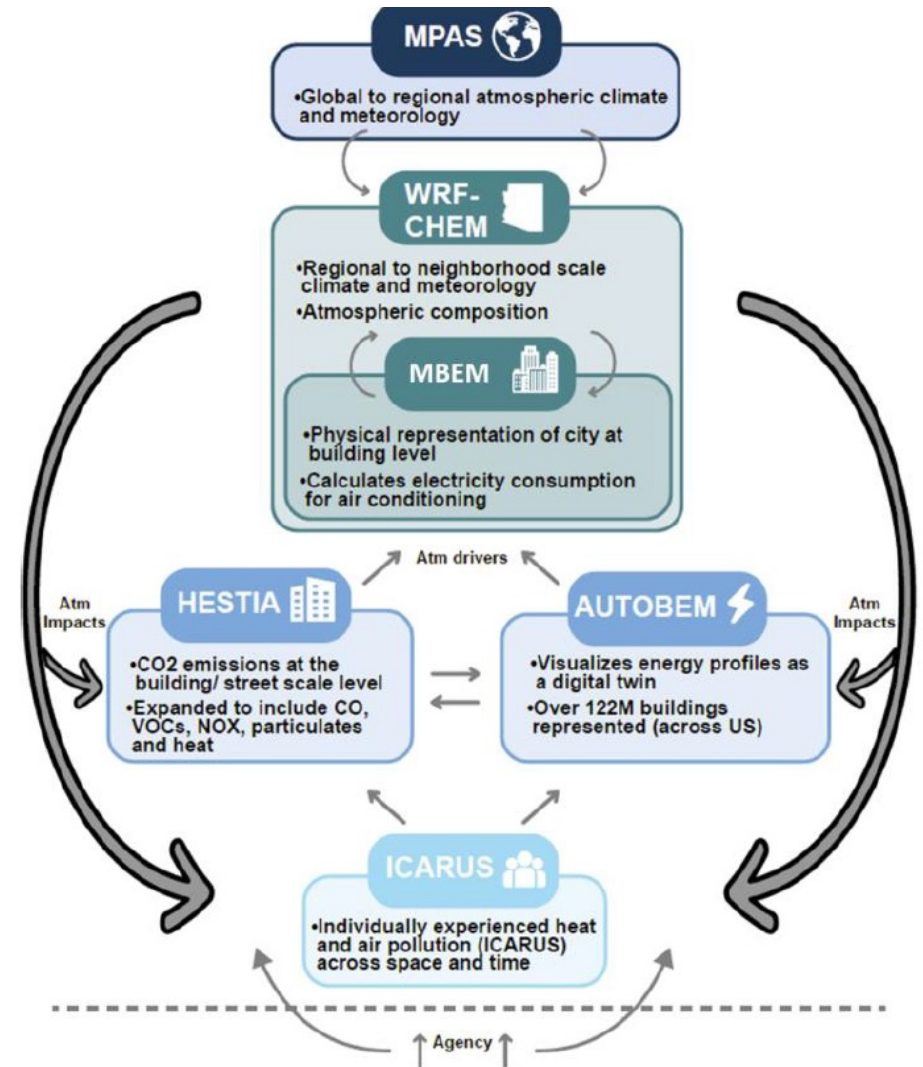 MPAS
•Global to regional atmospheric climate
and meteorology
WRF-
CHEM
•Regional to neighborhood scale
climate and meteorology
•Atmospheric composition
MBEM
•Physical representation of city at
building level
•Calculates electricity consumption
for air conditioning
Atm drivers
HESTIA
•CO2 emissions at the
building/ street scale level
•Expanded to include CO,
VOCs, NOX, particulates
and heat
AUTOBEM
•Visualizes energy profiles as
a digital twin
•Over 122M buildings
represented (across US)
Atm
Impacts
Atm
Impacts
ICARUS
•Individually experienced heat
and air pollution (ICARUS)
across space and time
Agency